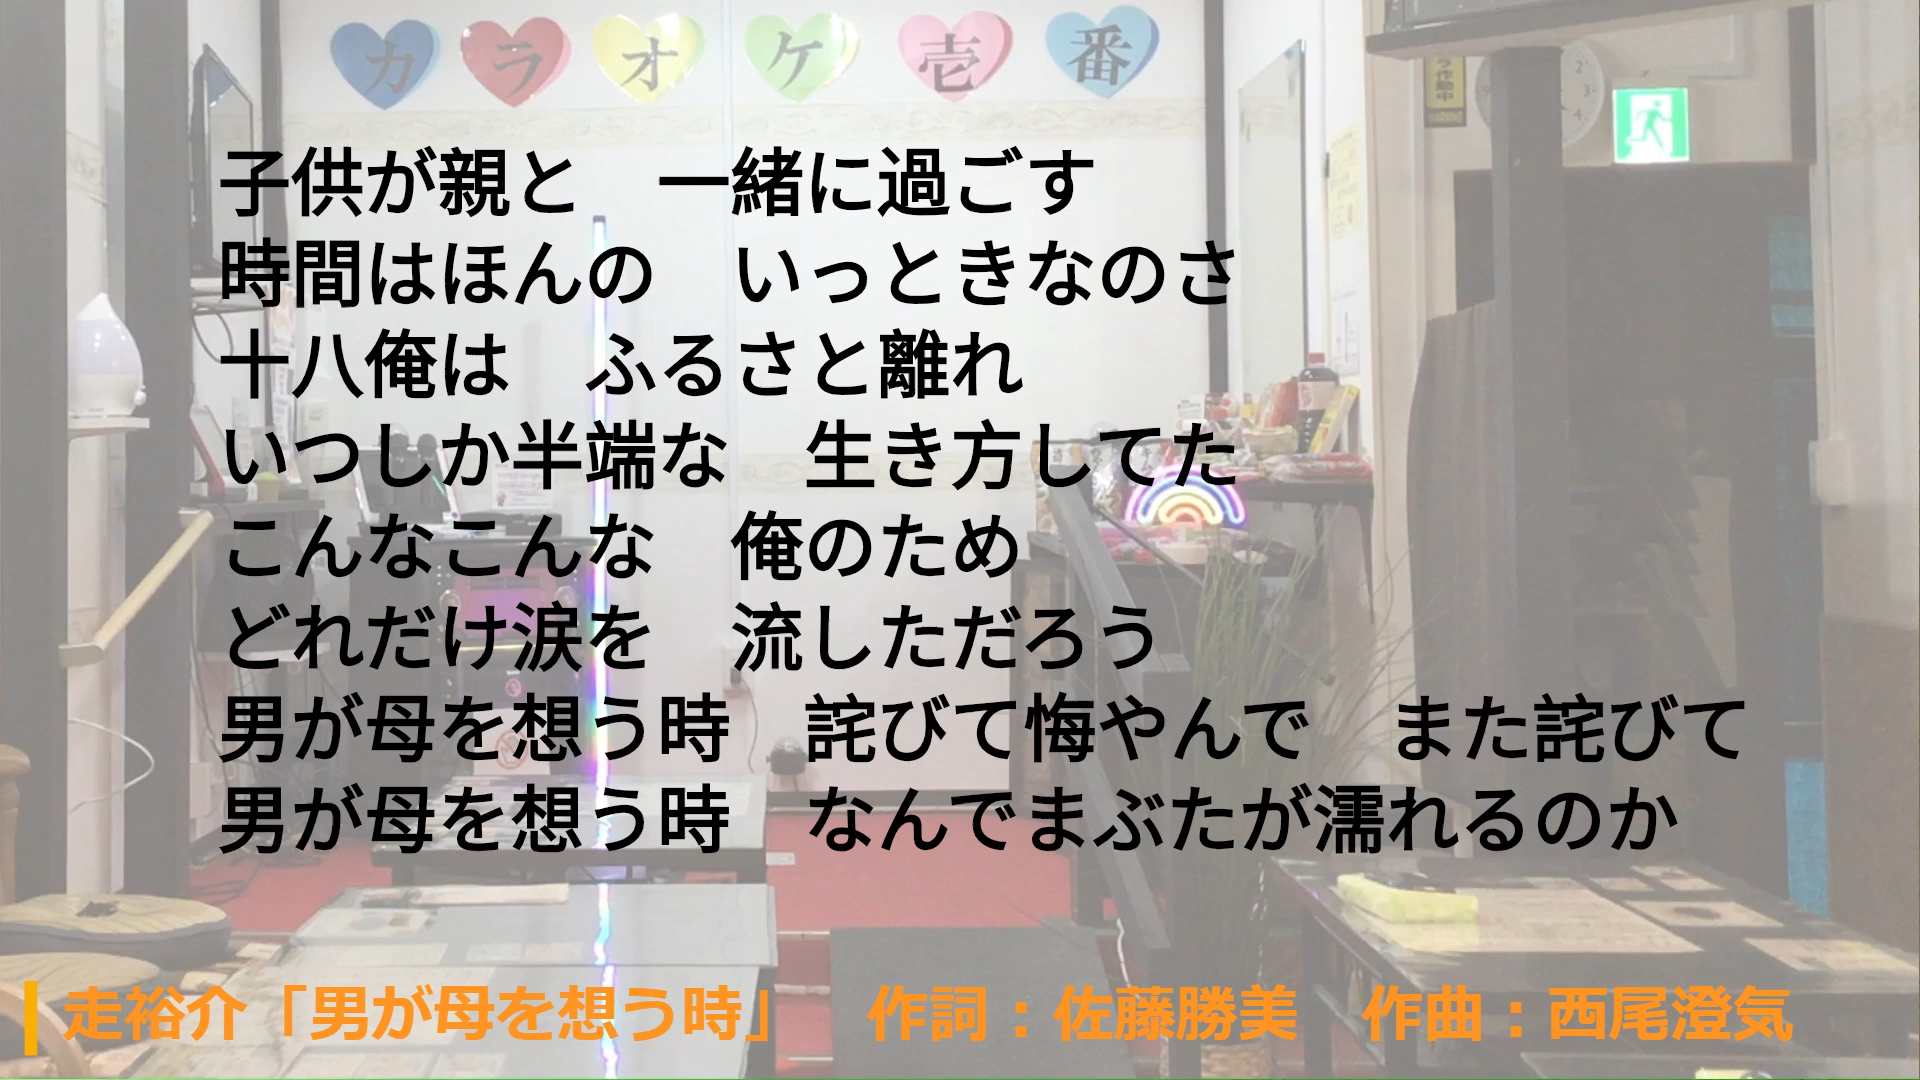 カラオケ壱番
ラ作動中
子供が親と　一緒に過ごす
時間はほんの　いっときなのさ
十八俺は　ふるさと離れ
いつしか半端な　生き方してた
こんなこんな　俺のため
どれだけ涙を　流しただろう
男が母を想う時　詫びて悔やんで　また詫びて
男が母を想う時　なんでまぶたが濡れるのか
走裕介「男が母を想う時」　作詞：佐藤勝美　作曲：西尾澄気